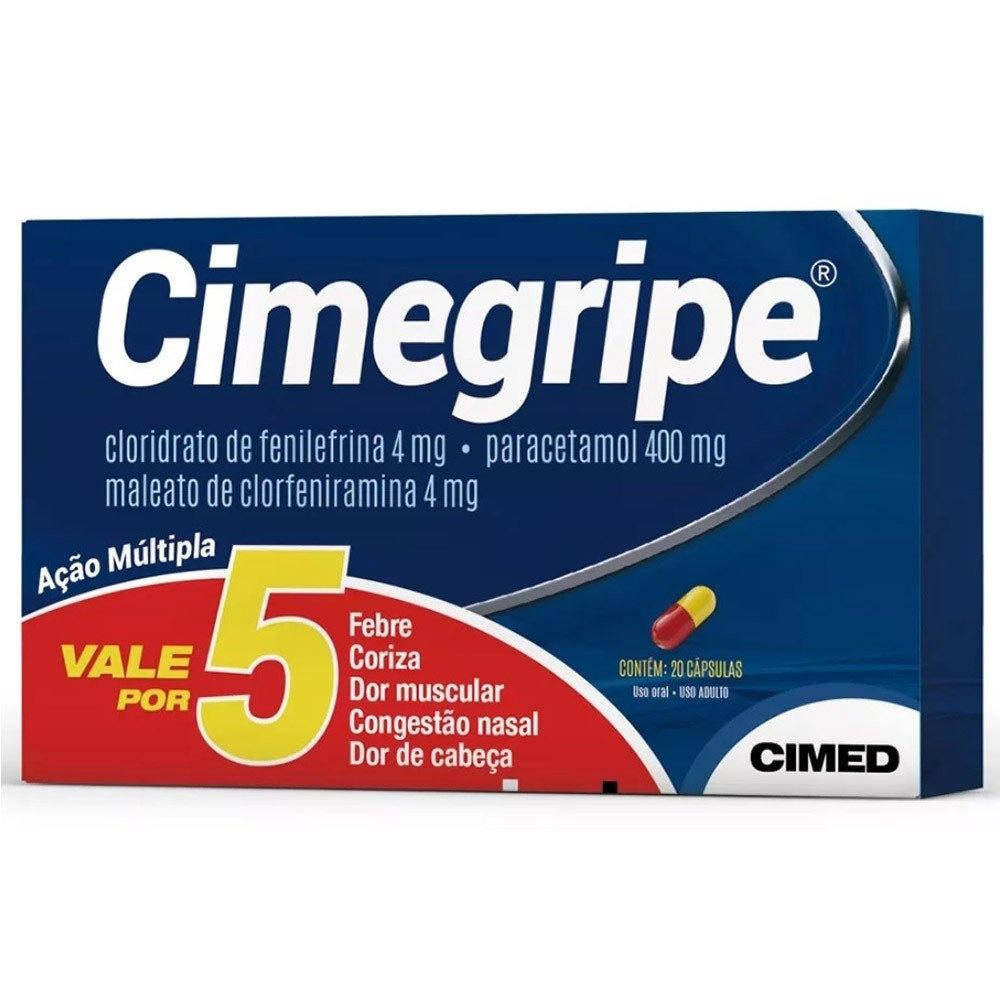 Cimegripe®
cloridrato de fenilefrina 4 mg • paracetamol 400 mg
maleato de clorfeniramina 4 mg
Ação Múltipla
VALE
POR
5
Febre
Coriza
Dor muscular
Congestão nasal
Dor de cabeça
CONTÉM: 20 CÁPSULAS
Uso oral • USO ADULTO
CIMED